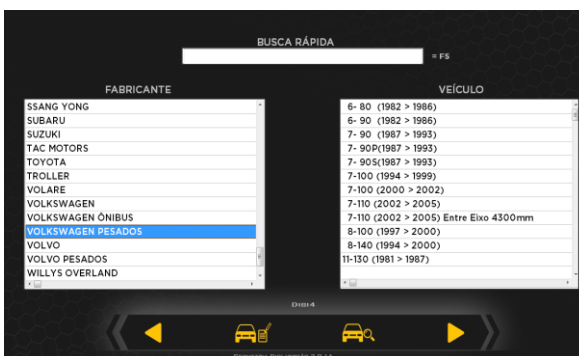 BUSCA RÁPIDA
= F5
FABRICANTE
SSANG YONG
SUBARU
SUZUKI
TAC MOTORS
TOYOTA
TROLLER
VOLARE
VOLKSWAGEN
VOLKSWAGEN ÔNIBUS
VOLKSWAGEN PESADOS
VOLVO
VOLVO PESADOS
WILLYS OVERLAND
VEÍCULO
6- 80 (1982 > 1986)
6- 90 (1982 > 1986)
7- 90 (1987 > 1993)
7- 90P(1987 > 1993)
7- 90S(1987 > 1993)
7-100 (1994 > 1999)
7-100 (2000 > 2002)
7-110 (2002 > 2005)
7-110 (2002 > 2005) Entre Eixo 4300mm
8-100 (1997 > 2000)
8-140 (1994 > 2000)
11-130 (1981 > 1987)
DIGI4